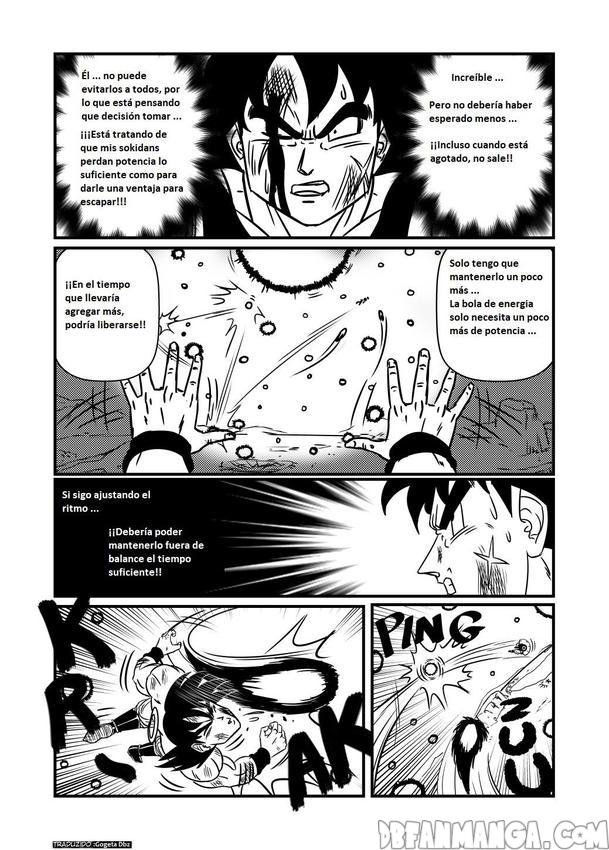 Él ... no puede
evitarlos a todos, por
lo que está pensando
que decisión tomar ...
¡¡¡Está tratando de
que mis sokidans
perdan potencia lo
suficiente como para
darle una ventaja para
escapar!!!
Increíble ...
Pero no debería haber
esperado menos ...
¡¡Incluso cuando está
agotado, no sale!!
¡¡En el tiempo
que llevaría
agregar más,
podría liberarse!!
Solo tengo que
mantenerlo un poco
más ...
La bola de energia
solo necesita un poco
más de potencia ...
Si sigo ajustando el
ritmo ...
¡¡Debería poder
mantenerlo fuera de
balance el tiempo
suficiente!!
KRAK
PING
ZUU
TRADUZIDO :Gogeta Dbz
DBFANMANGA.COM